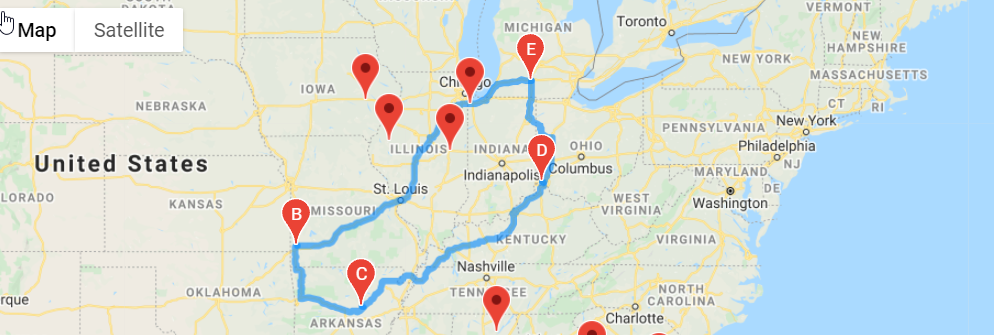 DAKOTA
Map
Satellite
MICHIGAN
Toronto
VERMONT
NEW
HAMPSHIRE
NEW YORK
MASSACHUSETTS
IOWA
NEBRASKA
CT
RI
ILLINOIS
INDIANA
OHIO
PENNSYLVANIA
New York
United States
Indianapolis
Columbus
Philadelphia
NJ
MARYLAND
DE
St. Louis
WEST
VIRGINIA
Washington
KANSAS
MISSOURI
KENTUCKY
VIRGINIA
Nashville
OKLAHOMA
TENNESSEE
NORTH
CAROLINA
ARKANSAS
Charlotte
rque
LORADO
E
D
B
C